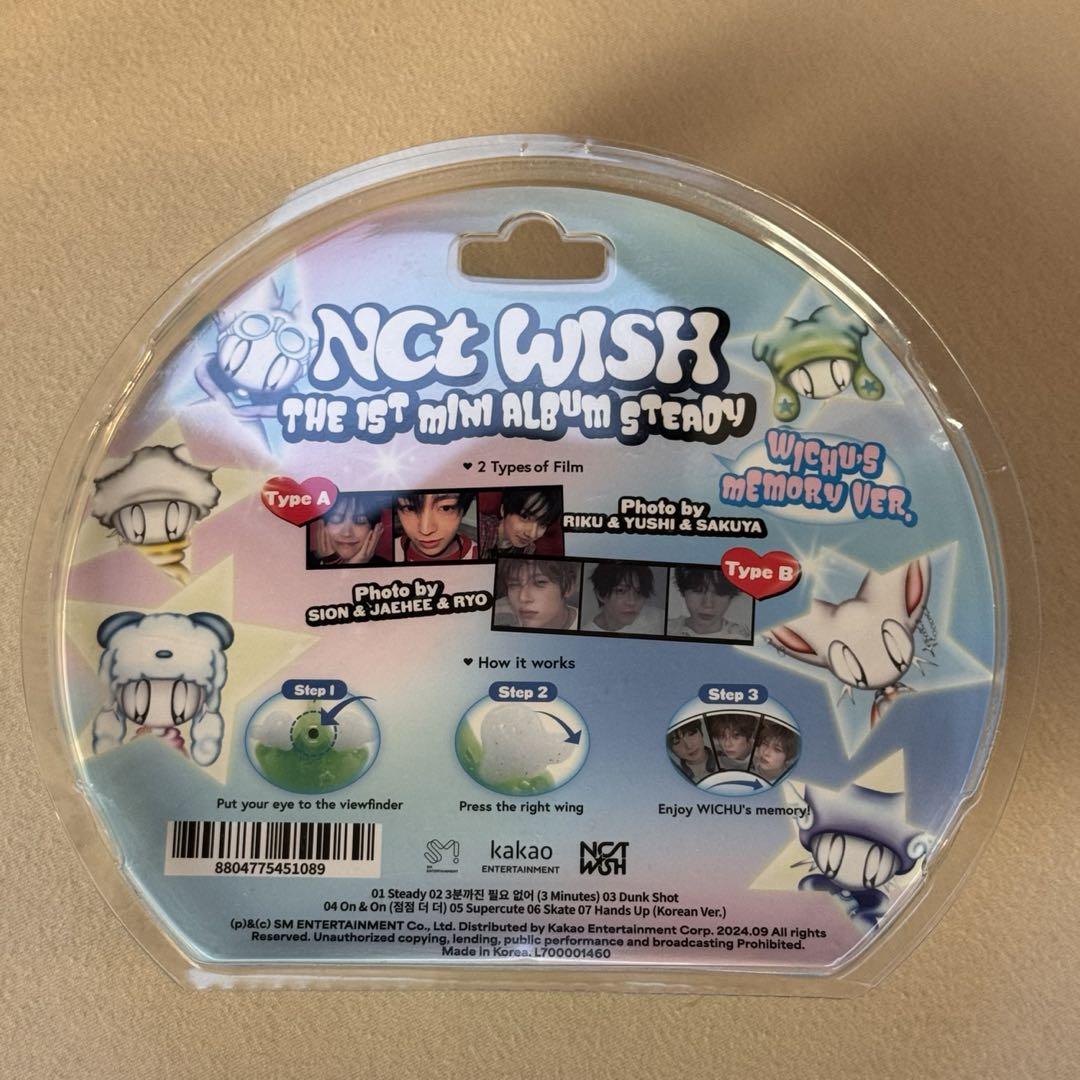 NCT WISH
THE 1ST MINI ALBUM STEADY
WICHU'S
MEMORY VER.
♥ 2 Types of Film
Type A
Photo by
RIKU & YUSHI & SAKUYA
Type B
Photo by
SION & JAEHEE & RYO
♥ How it works
Step 1
Step 2
Step 3
Put your eye to the viewfinder
Press the right wing
Enjoy WICHU's memory!
8804775451089
SM
ENTERTAINMENT
kakao
ENTERTAINMENT
NCT
WISH
01 Steady 02 3분까진 필요 없어 (3 Minutes) 03 Dunk Shot
04 On & On (점점 더 더) 05 Supercute 06 Skate 07 Hands Up (Korean Ver.)
(p)&(c) SM ENTERTAINMENT Co., Ltd. Distributed by Kakao Entertainment Corp. 2024.09 All rights
Reserved. Unauthorized copying, lending, public performance and broadcasting Prohibited.
Made in Korea. L700001460